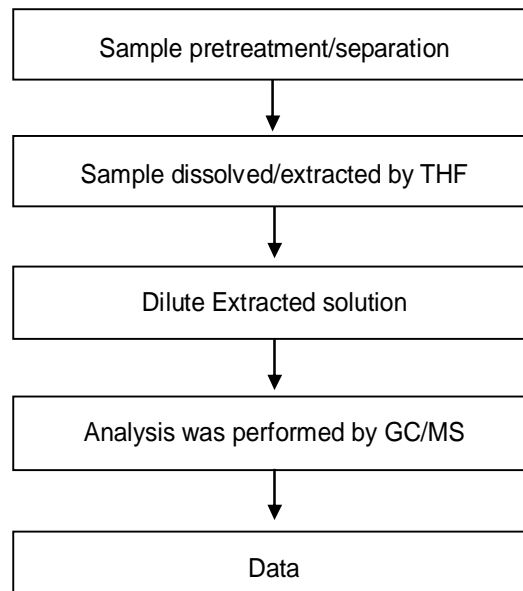 Sample pretreatment/separation
Sample dissolved/extracted by THF
Dilute Extracted solution
Analysis was performed by GC/MS
Data